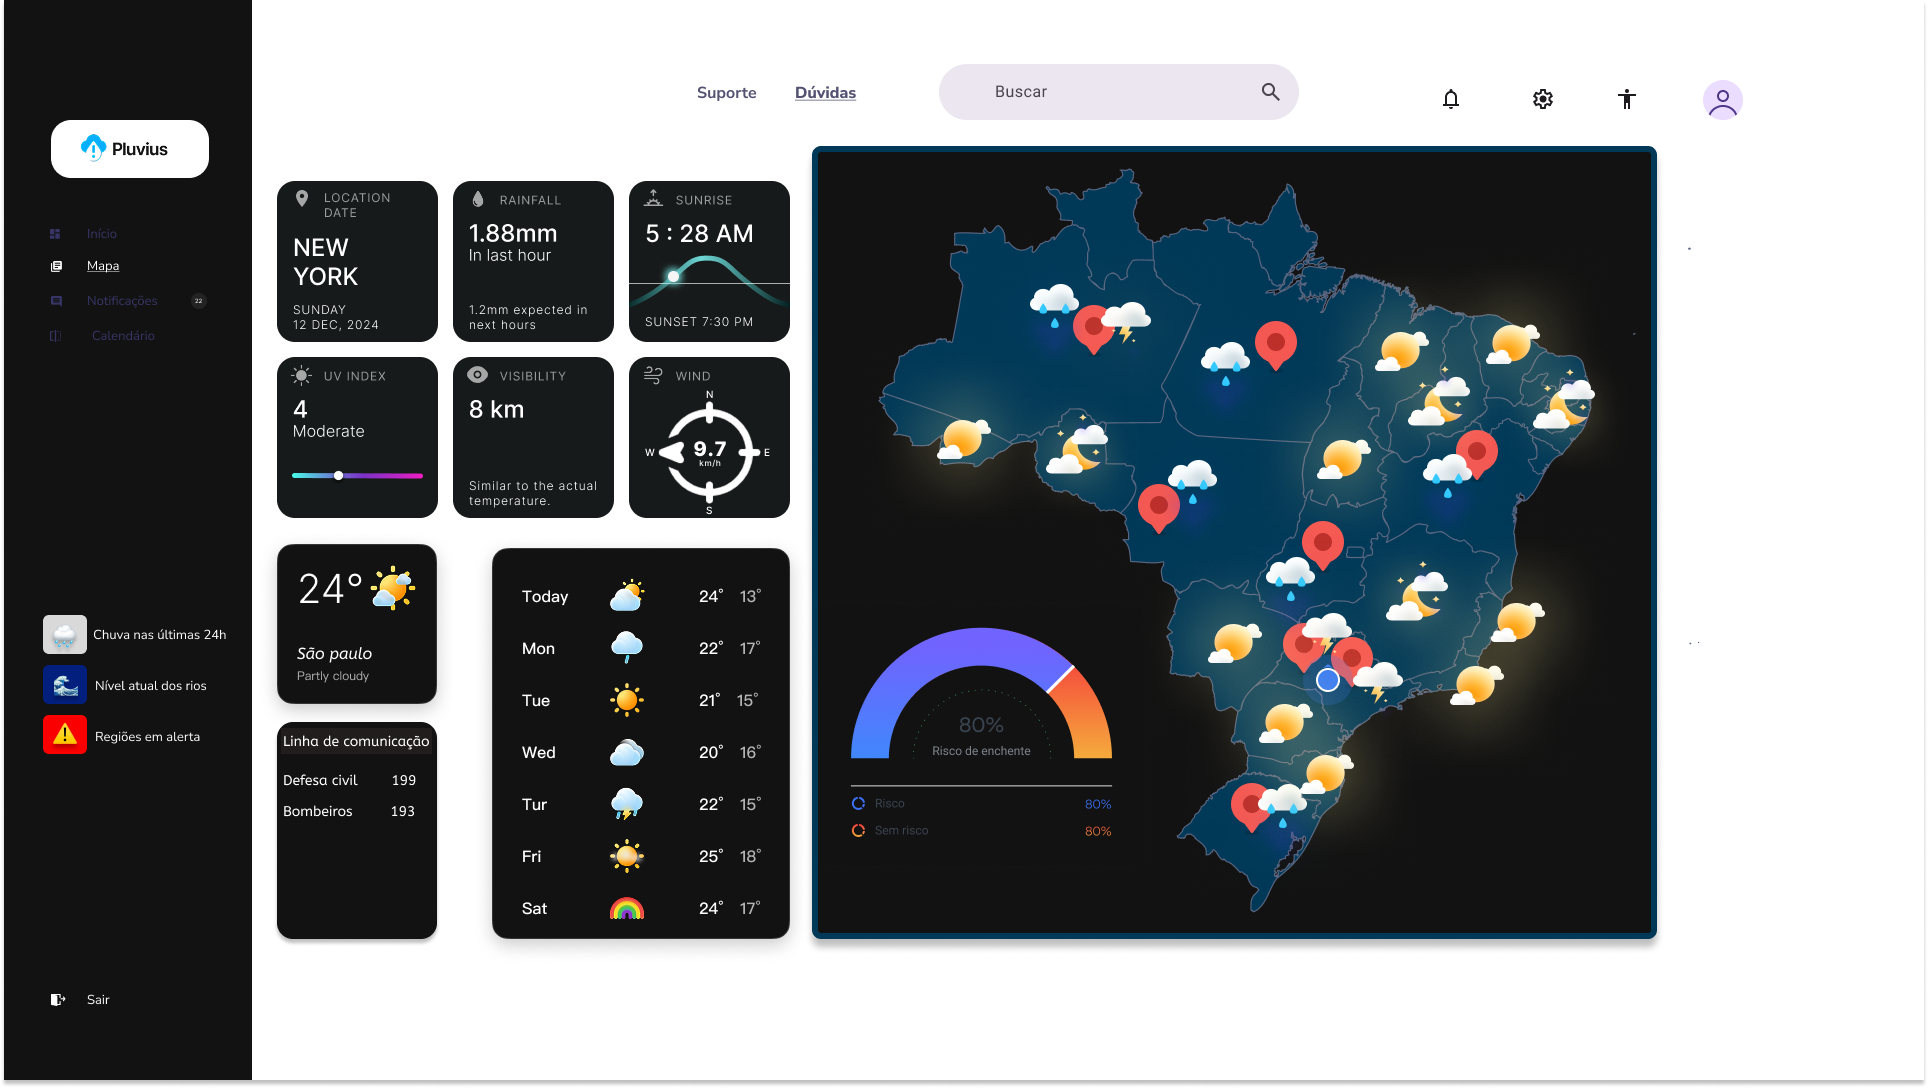 Suporte
Dúvidas
Buscar
Pluvius
Início
Mapa
Notificações
22
Calendário
Chuva nas últimas 24h
Nível atual dos rios
Regiões em alerta
Sair
LOCATION
DATE
NEW
YORK
SUNDAY
12 DEC, 2024
RAINFALL
1.88mm
In last hour
1.2mm expected in
next hours
SUNRISE
5 : 28 AM
SUNSET 7:30 PM
UV INDEX
4
Moderate
VISIBILITY
8 km
Similar to the actual
temperature.
WIND
N
W
9.7
km/h
E
S
24°
São paulo
Partly cloudy
Linha de comunicação
Defesa civil 199
Bombeiros 193
Today 24° 13°
Mon 22° 17°
Tue 21° 15°
Wed 20° 16°
Tur 22° 15°
Fri 25° 18°
Sat 24° 17°
80%
Risco de enchente
Risco 80%
Sem risco 80%